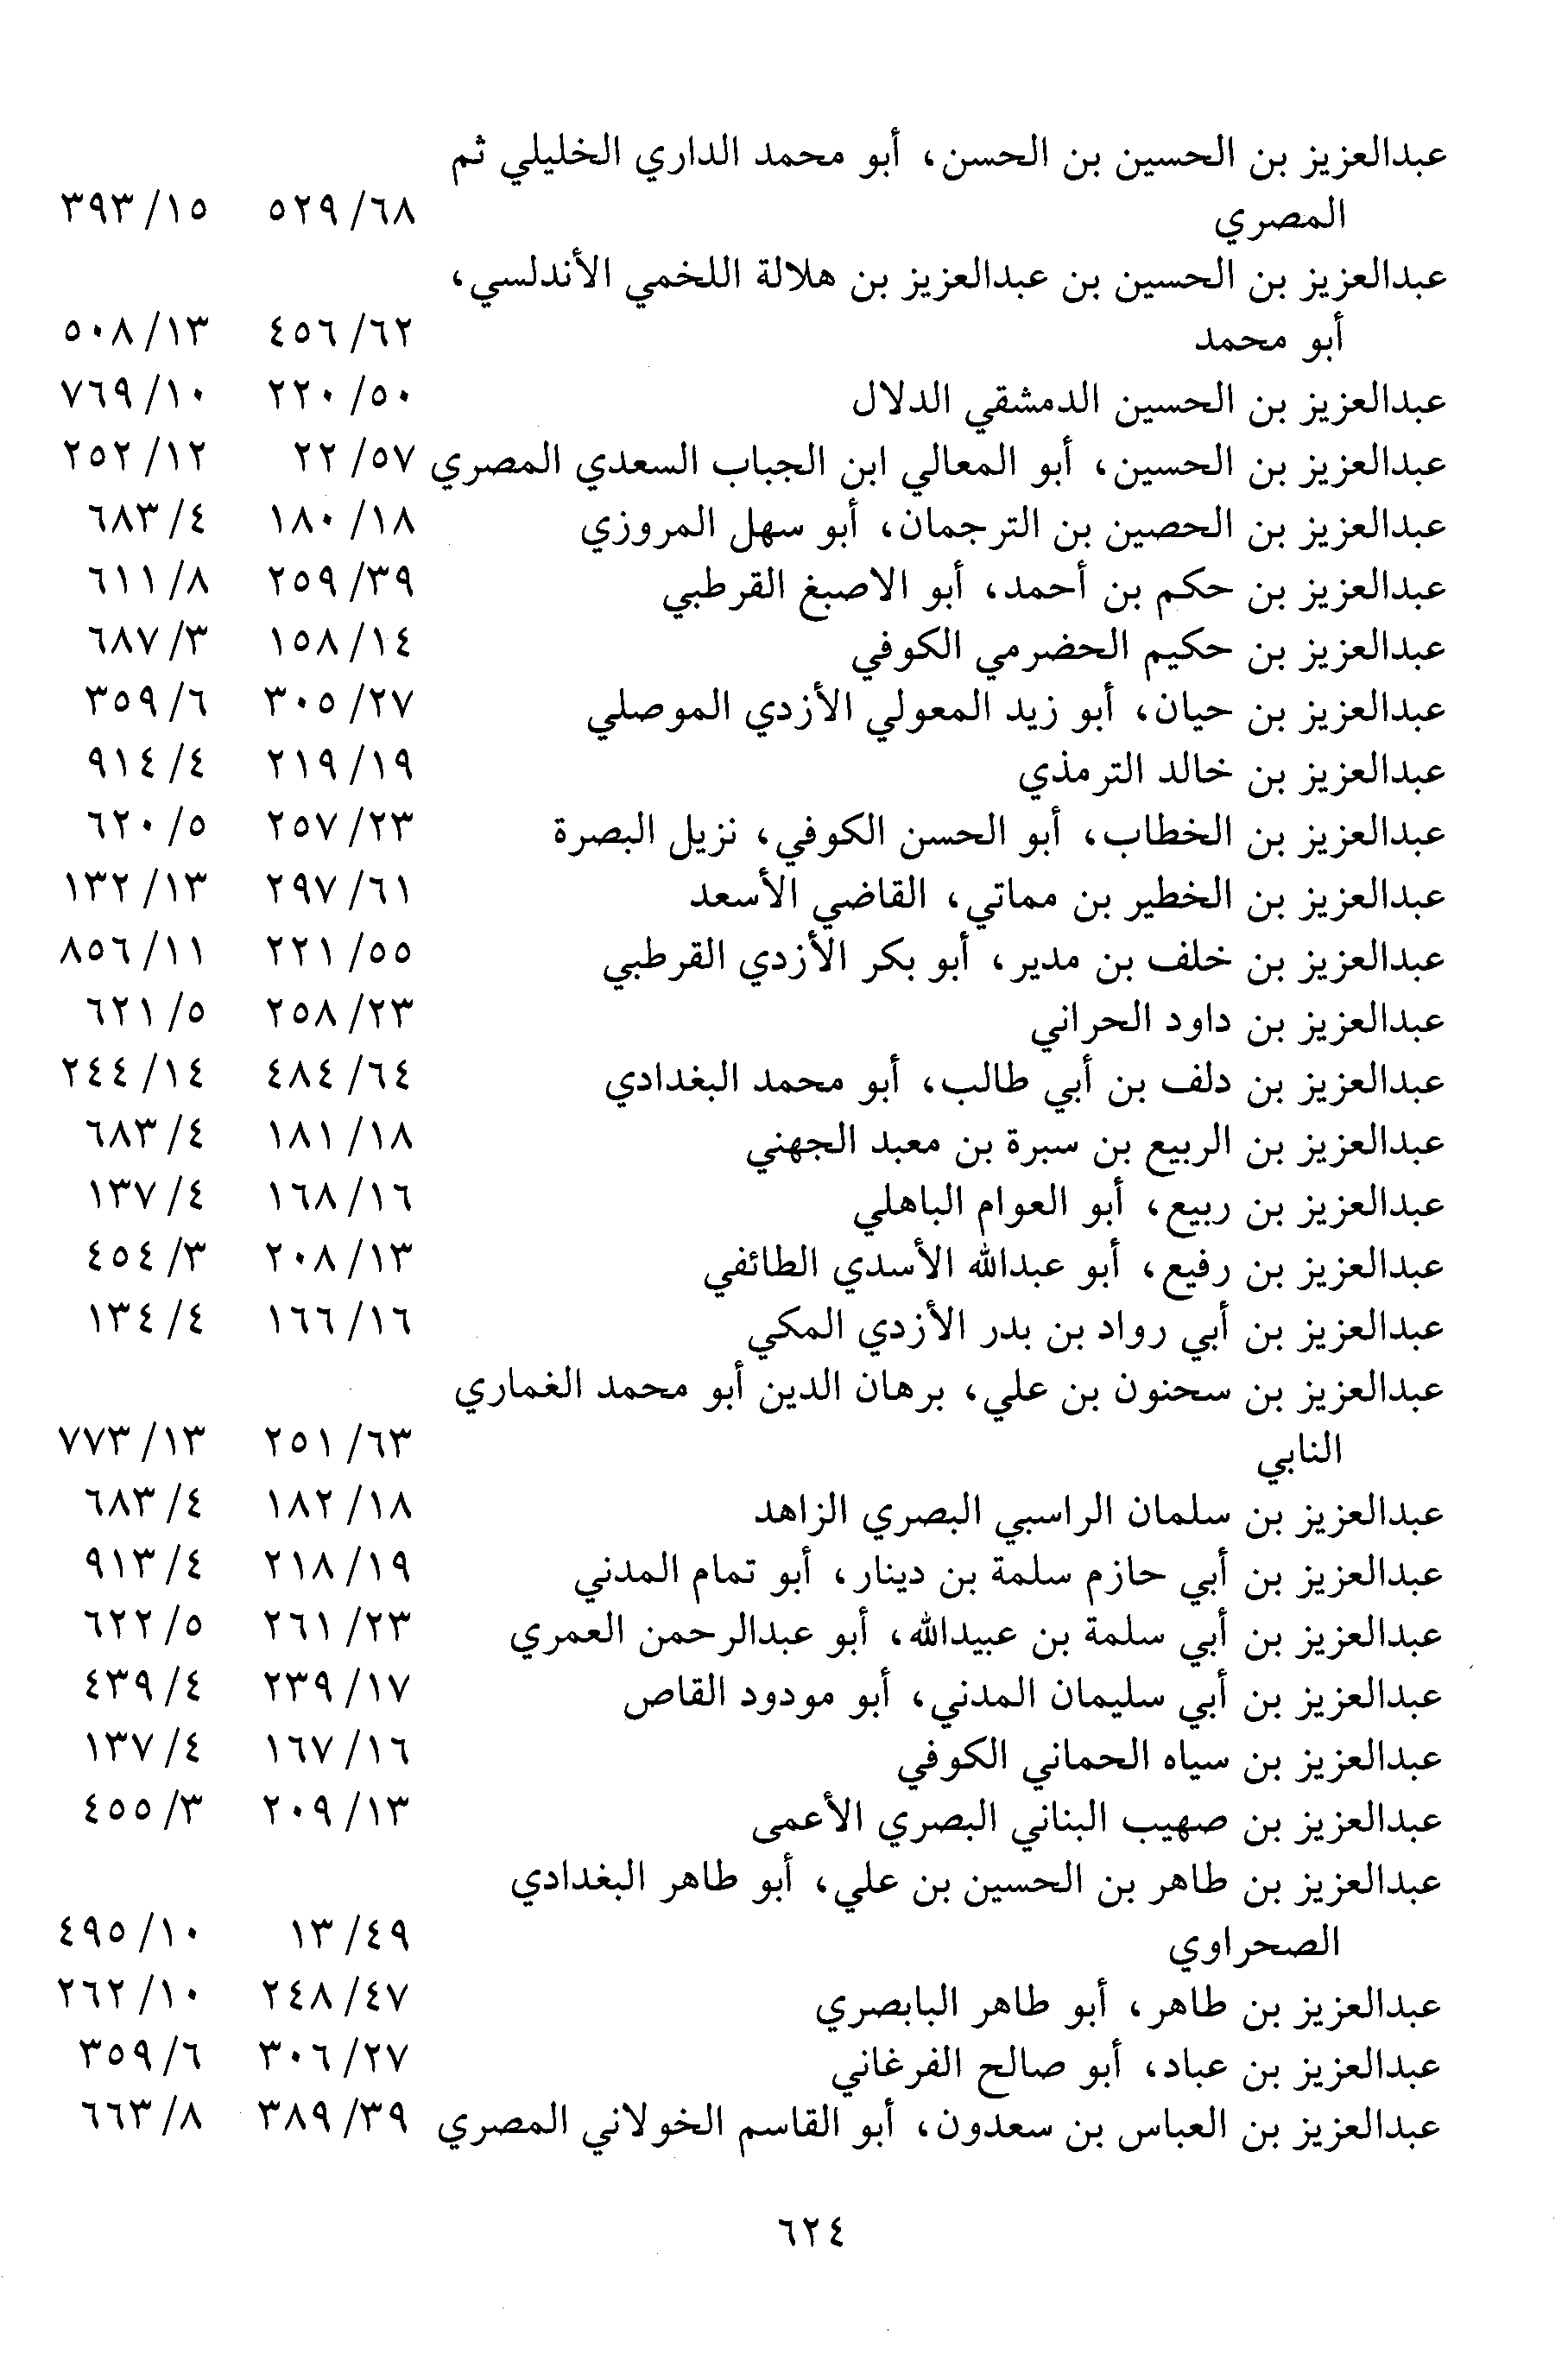 عبدالعزيز بن الحسين بن الحسن، أبو محمد الداري الخليلي ثم
المصري ٦٨/ ٥٢٩ ١٥/ ٣٩٣
عبدالعزيز بن الحسين بن عبدالعزيز بن هلالة اللخمي الأندلسي،
أبو محمد ٦٢/ ٤٥٦ ١٣/ ٥٠٨
عبدالعزيز بن الحسين الدمشقي الدلال ٥٠/ ٢٢٠ ١٠/ ٧٦٩
عبدالعزيز بن الحسين، أبو المعالي ابن الجباب السعدي المصري ٥٧/ ٢٢ ١٢/ ٢٥٢
عبدالعزيز بن الحصين بن الترجمان، أبو سهل المروزي ١٨/ ١٨٠ ٤/ ٦٨٣
عبدالعزيز بن حكم بن أحمد، أبو الاصبغ القرطبي ٣٩/ ٢٥٩ ٨/ ٦١١
عبدالعزيز بن حكيم الحضرمي الكوفي ١٤/ ١٥٨ ٣/ ٦٨٧
عبدالعزيز بن حيان، أبو زيد المعولي الأزدي الموصلي ٢٧/ ٣٠٥ ٦/ ٣٥٩
عبدالعزيز بن خالد الترمذي ١٩/ ٢١٩ ٤/ ٩١٤
عبدالعزيز بن الخطاب، أبو الحسن الكوفي، نزيل البصرة ٢٣/ ٢٥٧ ٥/ ٦٢٠
عبدالعزيز بن الخطير بن مماتي، القاضي الأسعد ٦١/ ٢٩٧ ١٣/ ١٣٢
عبدالعزيز بن خلف بن مدير، أبو بكر الأزدي القرطبي ٥٥/ ٢٢١ ١١/ ٨٥٦
عبدالعزيز بن داود الحراني ٢٣/ ٢٥٨ ٥/ ٦٢١
عبدالعزيز بن دلف بن أبي طالب، أبو محمد البغدادي ٦٤/ ٤٨٤ ١٤/ ٢٤٤
عبدالعزيز بن الربيع بن سبرة بن معبد الجهني ١٨/ ١٨١ ٤/ ٦٨٣
عبدالعزيز بن ربيع، أبو العوام الباهلي ١٦/ ١٦٨ ٤/ ١٣٧
عبدالعزيز بن رفيع، أبو عبدالله الأسدي الطائفي ١٣/ ٢٠٨ ٣/ ٤٥٤
عبدالعزيز بن أبي رواد بن بدر الأزدي المكي ١٦/ ١٦٦ ٤/ ١٣٤
عبدالعزيز بن سحنون بن علي، برهان الدين أبو محمد الغماري
النابي ٦٣/ ٢٥١ ١٣/ ٧٧٣
عبدالعزيز بن سلمان الراسبي البصري الزاهد ١٨/ ١٨٢ ٤/ ٦٨٣
عبدالعزيز بن أبي حازم سلمة بن دينار، أبو تمام المدني ١٩/ ٢١٨ ٤/ ٩١٣
عبدالعزيز بن أبي سلمة بن عبيدالله، أبو عبدالرحمن العمري ٢٣/ ٢٦١ ٥/ ٦٢٢
عبدالعزيز بن أبي سليمان المدني، أبو مودود القاص ١٧/ ٢٣٩ ٤/ ٤٣٩
عبدالعزيز بن سياه الحماني الكوفي ١٦/ ١٦٧ ٤/ ١٣٧
عبدالعزيز بن صهيب البناني البصري الأعمى ١٣/ ٢٠٩ ٣/ ٤٥٥
عبدالعزيز بن طاهر بن الحسين بن علي، أبو طاهر البغدادي
الصحراوي ٤٩/ ١٣ ١٠/ ٤٩٥
عبدالعزيز بن طاهر، أبو طاهر البابصري ٤٧/ ٢٤٨ ١٠/ ٢٦٢
عبدالعزيز بن عباد، أبو صالح الفرغاني ٢٧/ ٣٠٦ ٦/ ٣٥٩
عبدالعزيز بن العباس بن سعدون، أبو القاسم الخولاني المصري ٣٩/ ٣٨٩ ٨/ ٦٦٣
٦٢٤